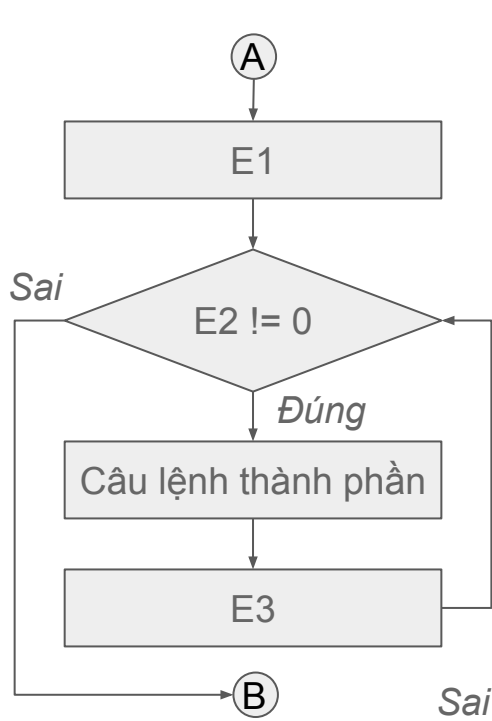 A
E1
Sai
E2 != 0
Đúng
Câu lệnh thành phần
E3
B
Sai